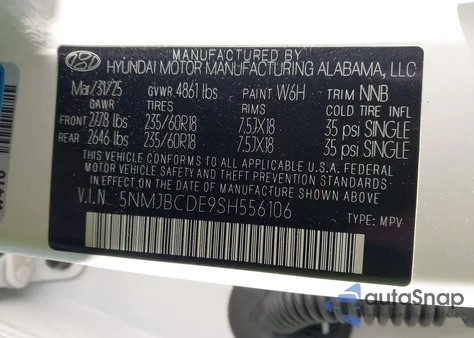 MANUFACTURED BY
HYUNDAI MOTOR MANUFACTURING ALABAMA, LLC
Mar/31/25 GVWR 4861 lbs PAINT W6H TRIM NNB
GAWR TIRES RIMS COLD TIRE INFL
FRONT 2778 lbs 235/60R18 7.5JX18 35 psi SINGLE
REAR 2646 lbs 235/60R18 7.5JX18 35 psi SINGLE
THIS VEHICLE CONFORMS TO ALL APPLICABLE U.S.A. FEDERAL
MOTOR VEHICLE SAFETY, BUMPER, AND THEFT PREVENTION
STANDARDS IN EFFECT ON THE DATE OF MANUFACTURE SHOWN ABOVE
V.I.N. 5NMJBCDE9SH556106 TYPE: MPV
autoSnap